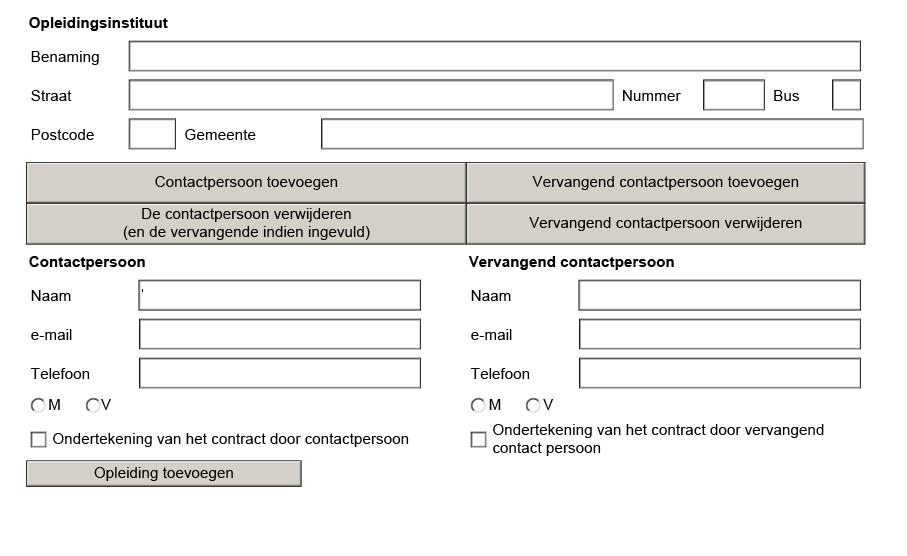 Opleidingsinstituut
Benaming
Straat Nummer Bus
Postcode Gemeente
Contactpersoon toevoegen Vervangend contactpersoon toevoegen
De contactpersoon verwijderen
(en de vervangende indien ingevuld) Vervangend contactpersoon verwijderen
Contactpersoon Vervangend contactpersoon
Naam ' Naam
e-mail e-mail
Telefoon Telefoon
M V M V
Ondertekening van het contract door contactpersoon
Ondertekening van het contract door vervangend
contact persoon
Opleiding toevoegen